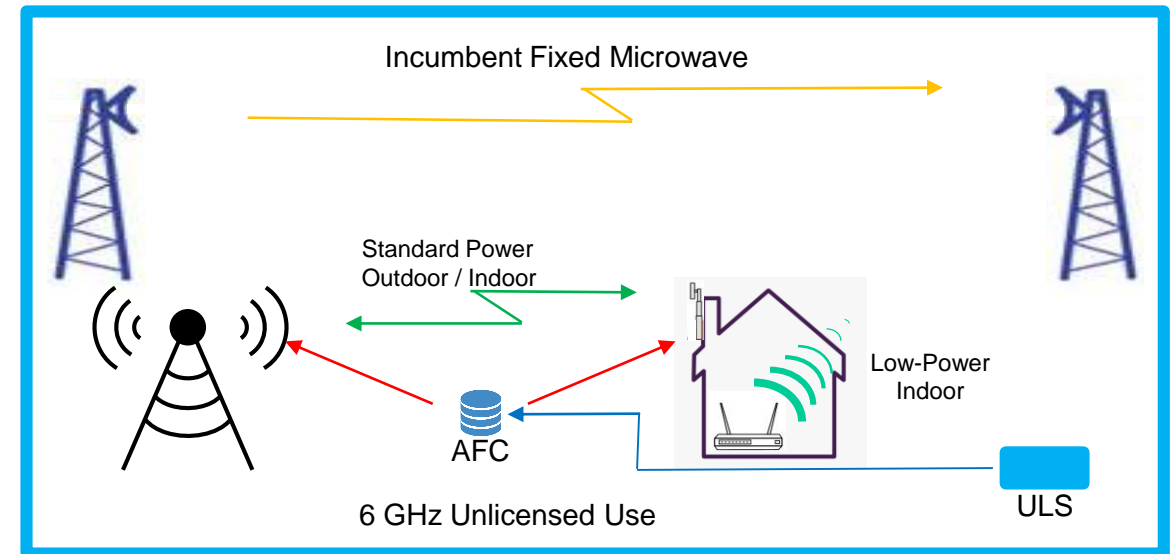 Incumbent Fixed Microwave
Standard Power
Outdoor / Indoor
Low-Power
Indoor
AFC
ULS
6 GHz Unlicensed Use